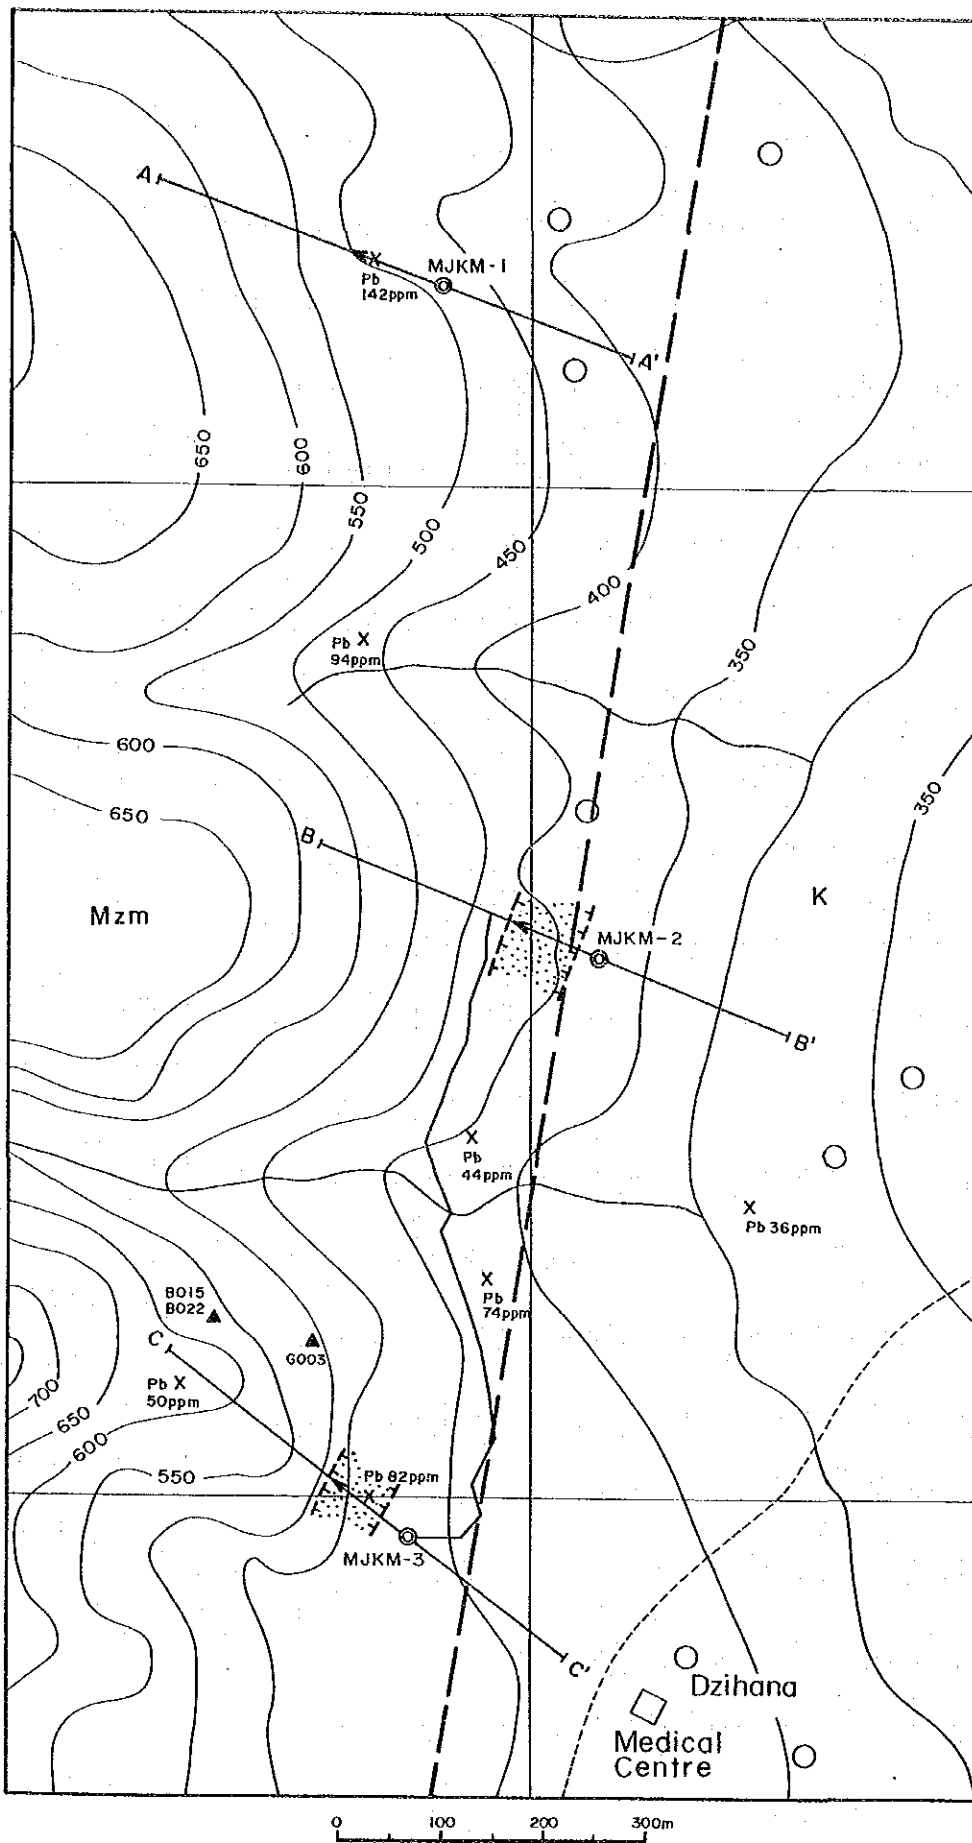 A
MJKM-1
Pb
142ppm
A'
650
600
550
500
450
400
350
Pb
94ppm
600
650
350
B
Mzm
K
MJKM-2
B'
Pb
44ppm
Pb 36ppm
B015
B022
G003
Pb
74ppm
C
Pb
50ppm
700
650
600
550
Pb 82ppm
MJKM-3
C'
Dzihana
Medical
Centre
0 100 200 300m